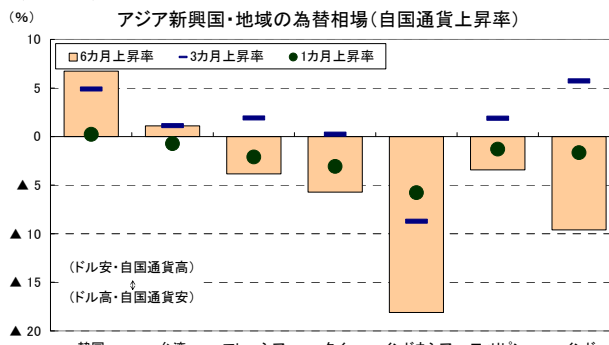 アジア新興国・地域の為替相場(自国通貨上昇率)
(%)
10
6カ月上昇率 3カ月上昇率 1カ月上昇率
5
0
▲ 5
▲ 10
(ドル安・自国通貨高)
▲ 15
(ドル高・自国通貨安)
▲ 20